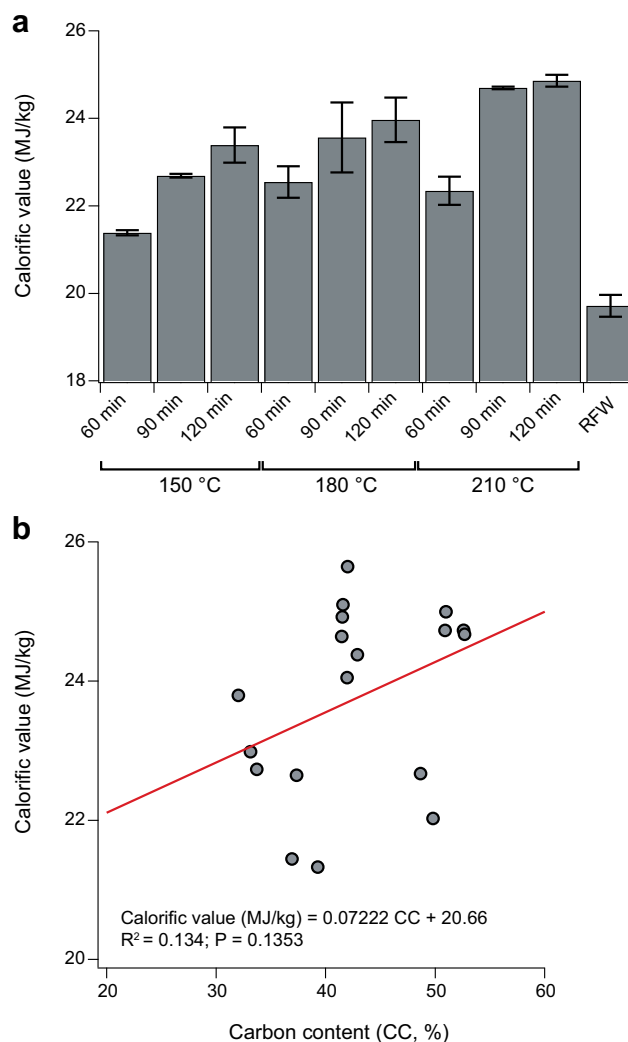 a
26
24
22
20
18
Calorific value (MJ/kg)
60 min
90 min
120 min
60 min
90 min
120 min
60 min
90 min
120 min
RFW
150 °C
180 °C
210 °C
b
26
24
22
20
Calorific value (MJ/kg)
Calorific value (MJ/kg) = 0.07222 CC + 20.66
R² = 0.134; P = 0.1353
20
30
40
50
60
Carbon content (CC, %)